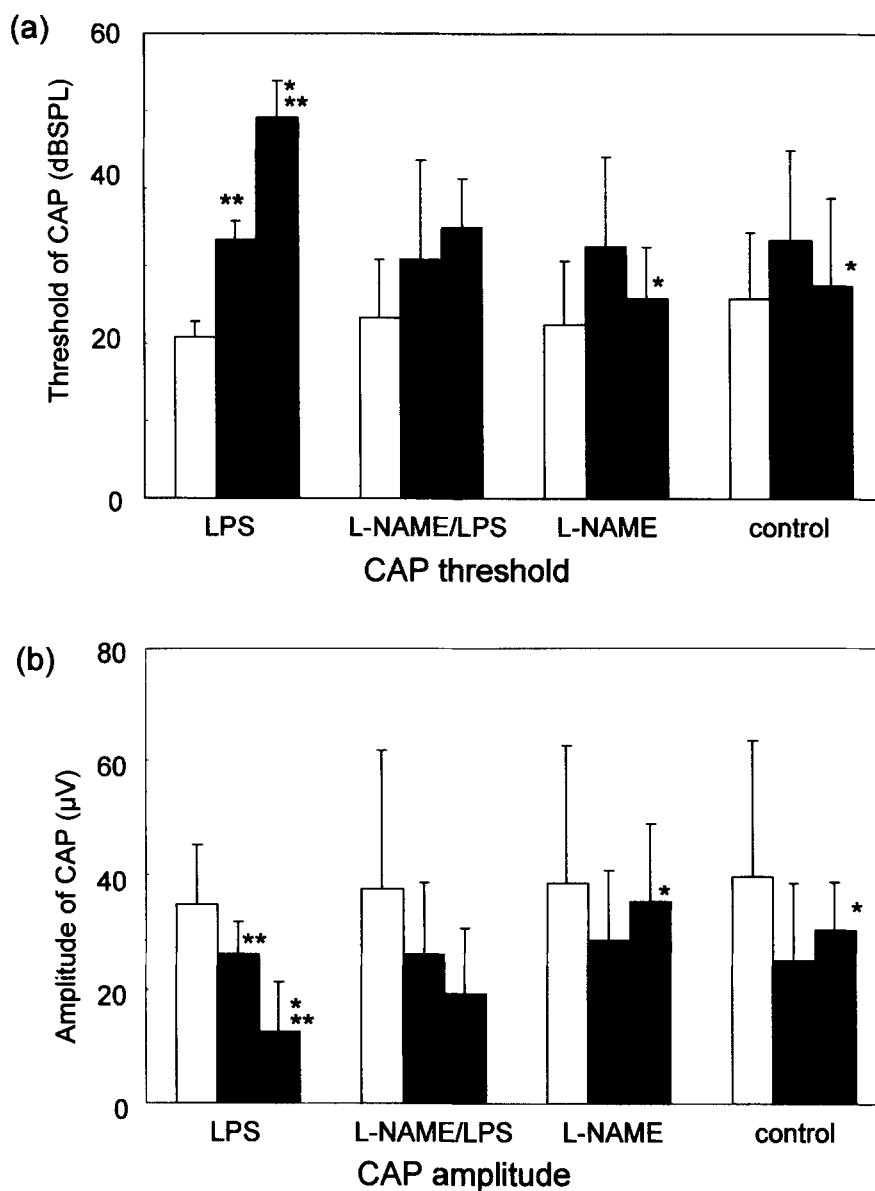 (a)
Threshold of CAP (dBSPL)
60
40
20
0
**
*
**
*
*
LPS L-NAME/LPS L-NAME control
CAP threshold
(b)
Amplitude of CAP (μV)
80
60
40
20
0
**
*
**
*
*
LPS L-NAME/LPS L-NAME control
CAP amplitude